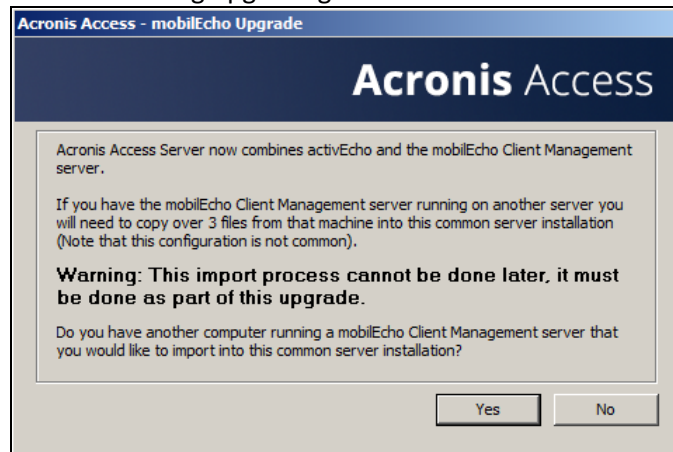 Acronis Access - mobilEcho Upgrade
Acronis Access
Acronis Access Server now combines activEcho and the mobilEcho Client Management
server.
If you have the mobilEcho Client Management server running on another server you
will need to copy over 3 files from that machine into this common server installation
(Note that this configuration is not common).
Warning: This import process cannot be done later, it must
be done as part of this upgrade.
Do you have another computer running a mobilEcho Client Management server that
you would like to import into this common server installation?
Yes No